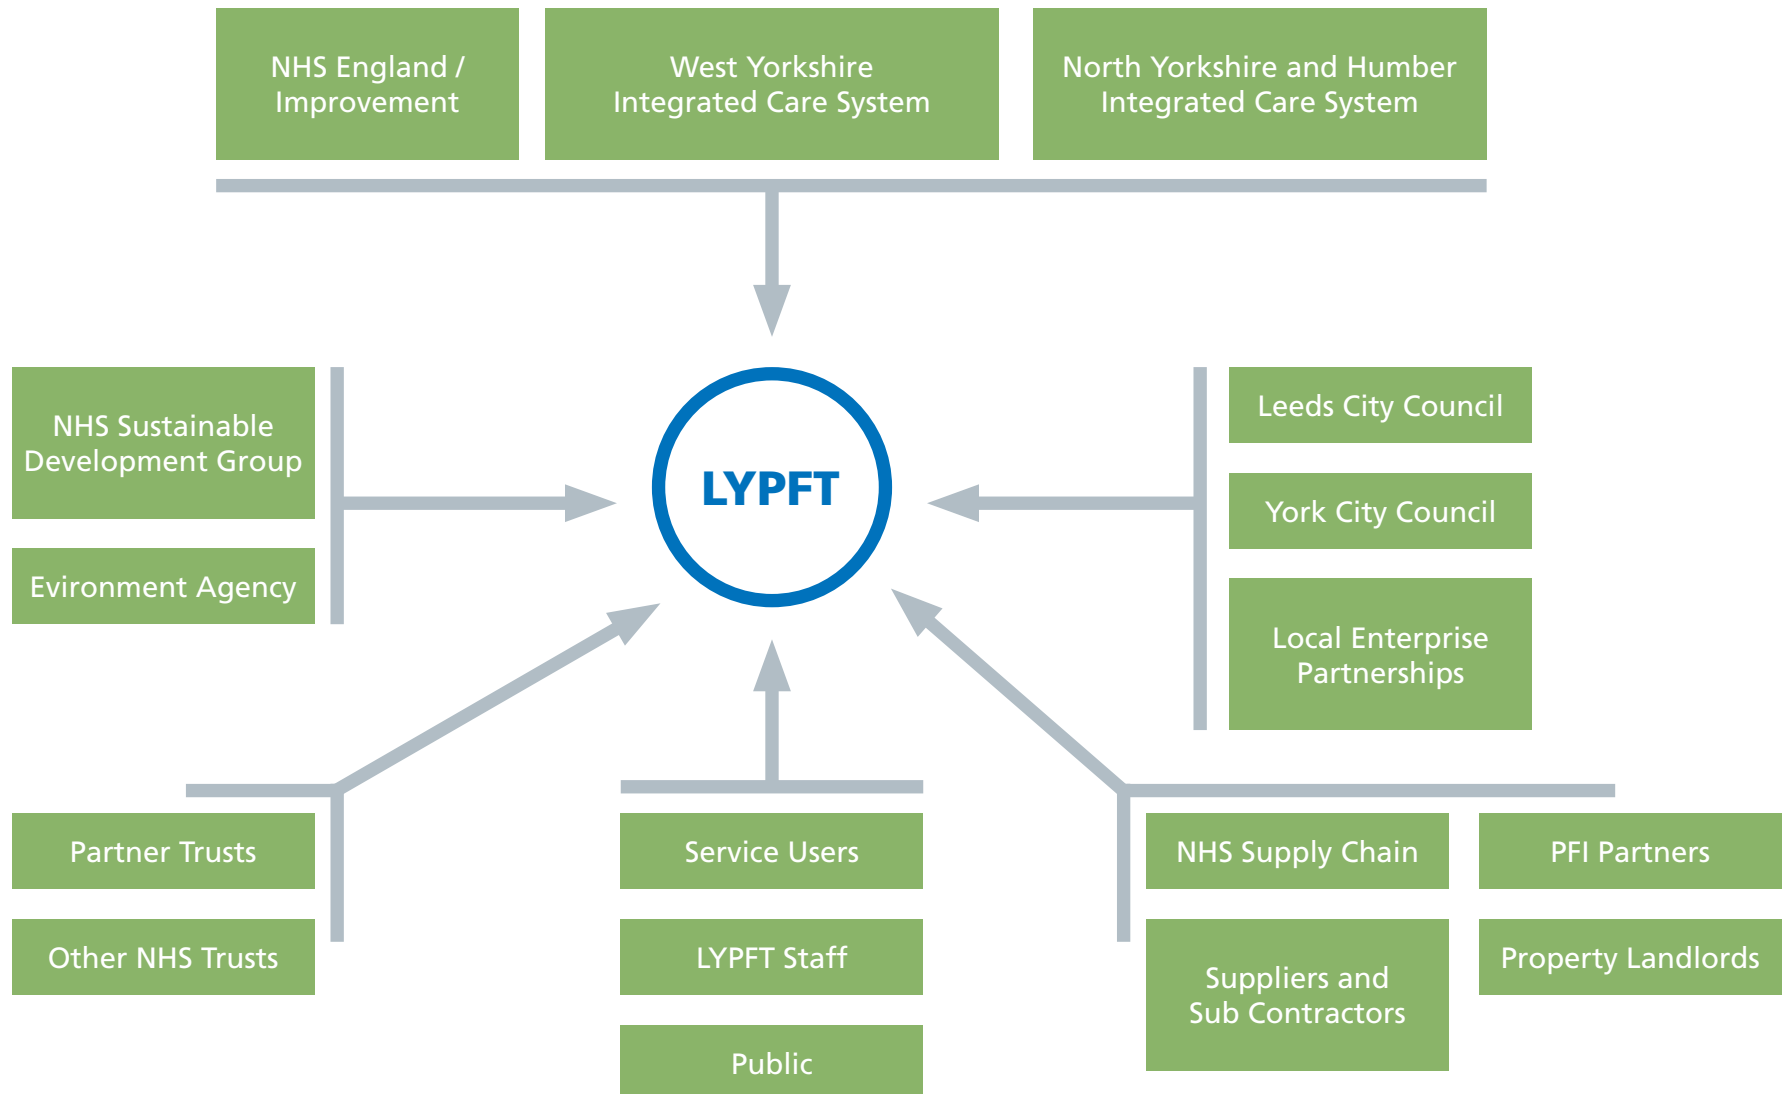 NHS England /
Improvement
West Yorkshire
Integrated Care System
North Yorkshire and Humber
Integrated Care System
NHS Sustainable
Development Group
Evironment Agency
LYPFT
Leeds City Council
York City Council
Local Enterprise
Partnerships
Partner Trusts
Other NHS Trusts
Service Users
LYPFT Staff
Public
NHS Supply Chain
Suppliers and
Sub Contractors
PFI Partners
Property Landlords